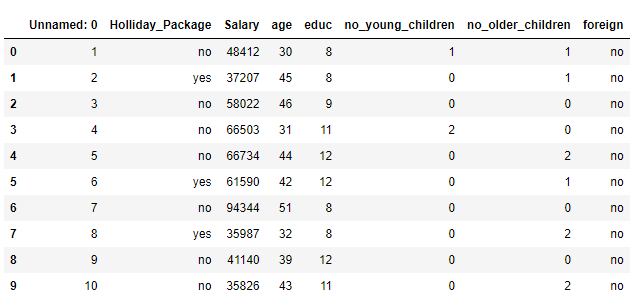 Unnamed: 0 Holliday_Package Salary age educ no_young_children no_older_children foreign
0 1 no 48412 30 8 1 1 no
1 2 yes 37207 45 8 0 1 no
2 3 no 58022 46 9 0 0 no
3 4 no 66503 31 11 2 0 no
4 5 no 66734 44 12 0 2 no
5 6 yes 61590 42 12 0 1 no
6 7 no 94344 51 8 0 0 no
7 8 yes 35987 32 8 0 2 no
8 9 no 41140 39 12 0 0 no
9 10 no 35826 43 11 0 2 no